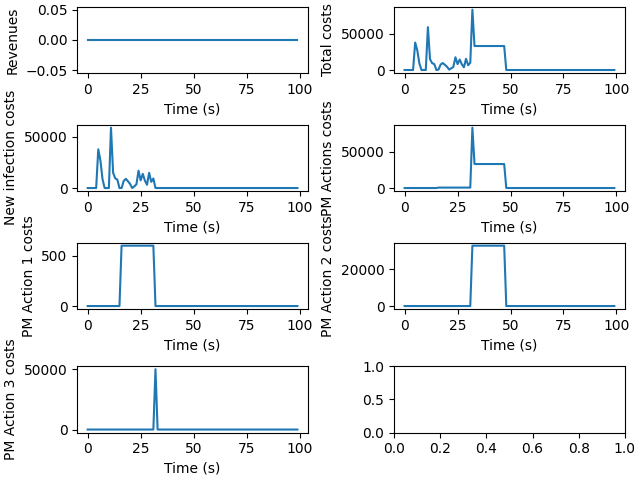 Revenues
0.05
0.00
−0.05
0 25 50 75 100
Time (s)
Total costs
50000
0
0 25 50 75 100
Time (s)
New infection costs
50000
0
0 25 50 75 100
Time (s)
PM Actions costs
50000
0
0 25 50 75 100
Time (s)
PM Action 1 costs
500
0
0 25 50 75 100
Time (s)
PM Action 2 costs
20000
0
0 25 50 75 100
Time (s)
PM Action 3 costs
50000
0
0 25 50 75 100
Time (s)
1.0
0.5
0.0
0.0 0.2 0.4 0.6 0.8 1.0